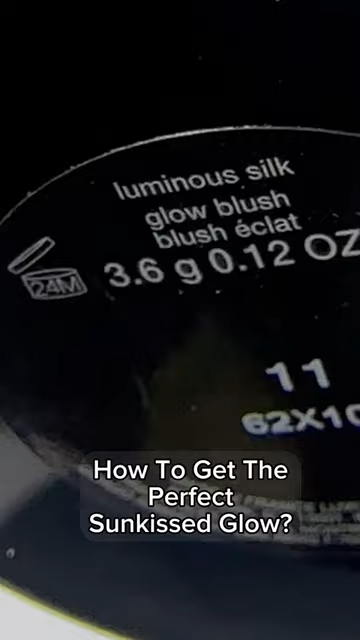 luminous silk
glow blush
blush éclat
24M
3.6 g 0.12 OZ
11
62X10
How To Get The
Perfect
Sunkissed Glow?